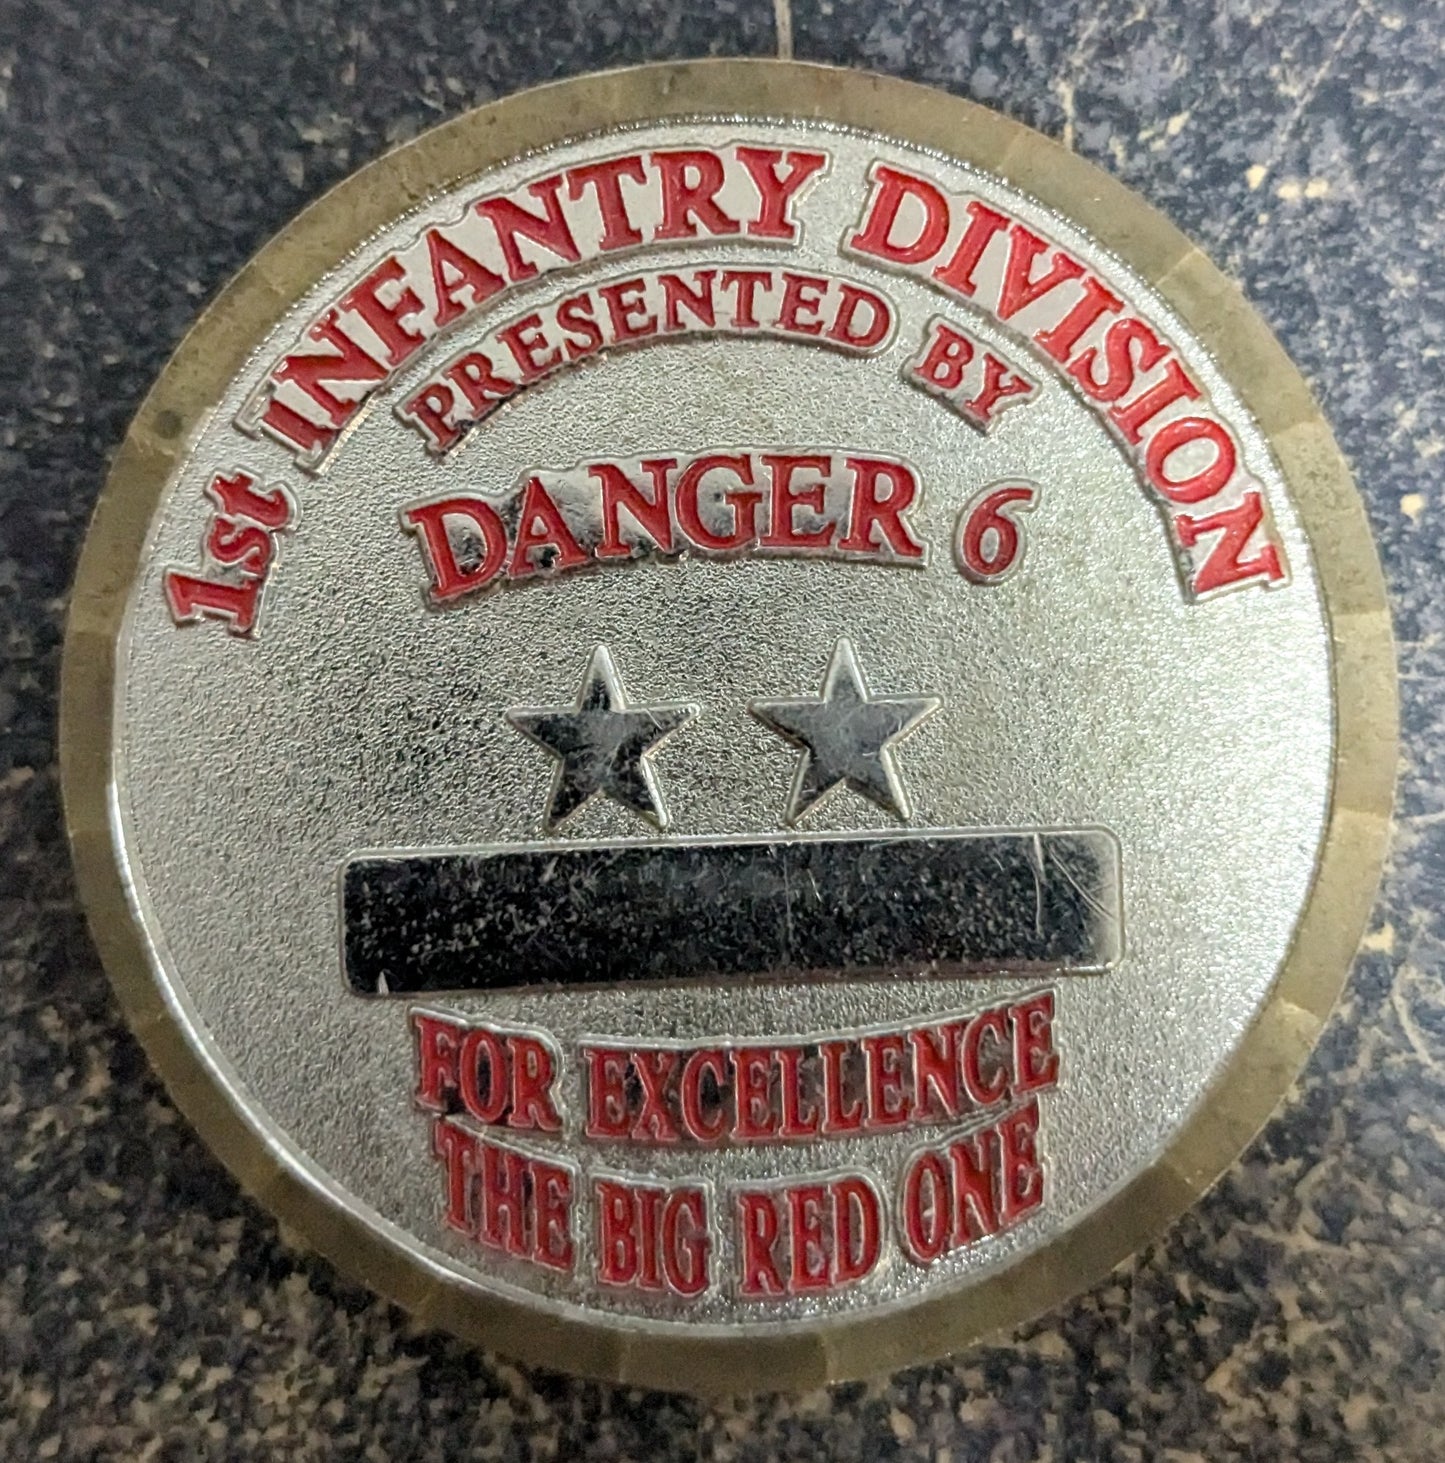 1st INFANTRY DIVISION
PRESENTED BY
DANGER 6
FOR EXCELLENCE
THE BIG RED ONE